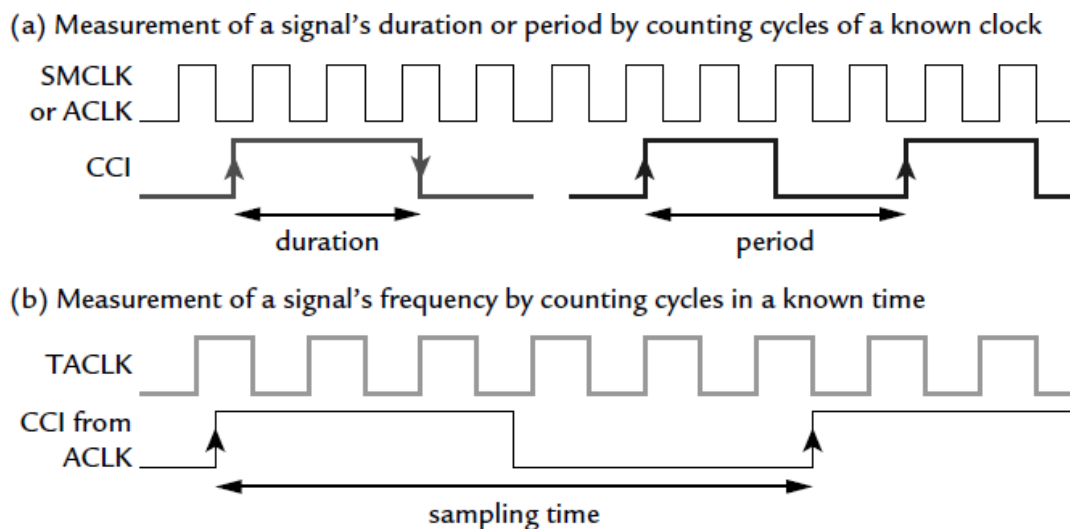 (a) Measurement of a signal’s duration or period by counting cycles of a known clock
SMCLK
or ACLK
CCI
duration
period
(b) Measurement of a signal’s frequency by counting cycles in a known time
TACLK
CCI from
ACLK
sampling time